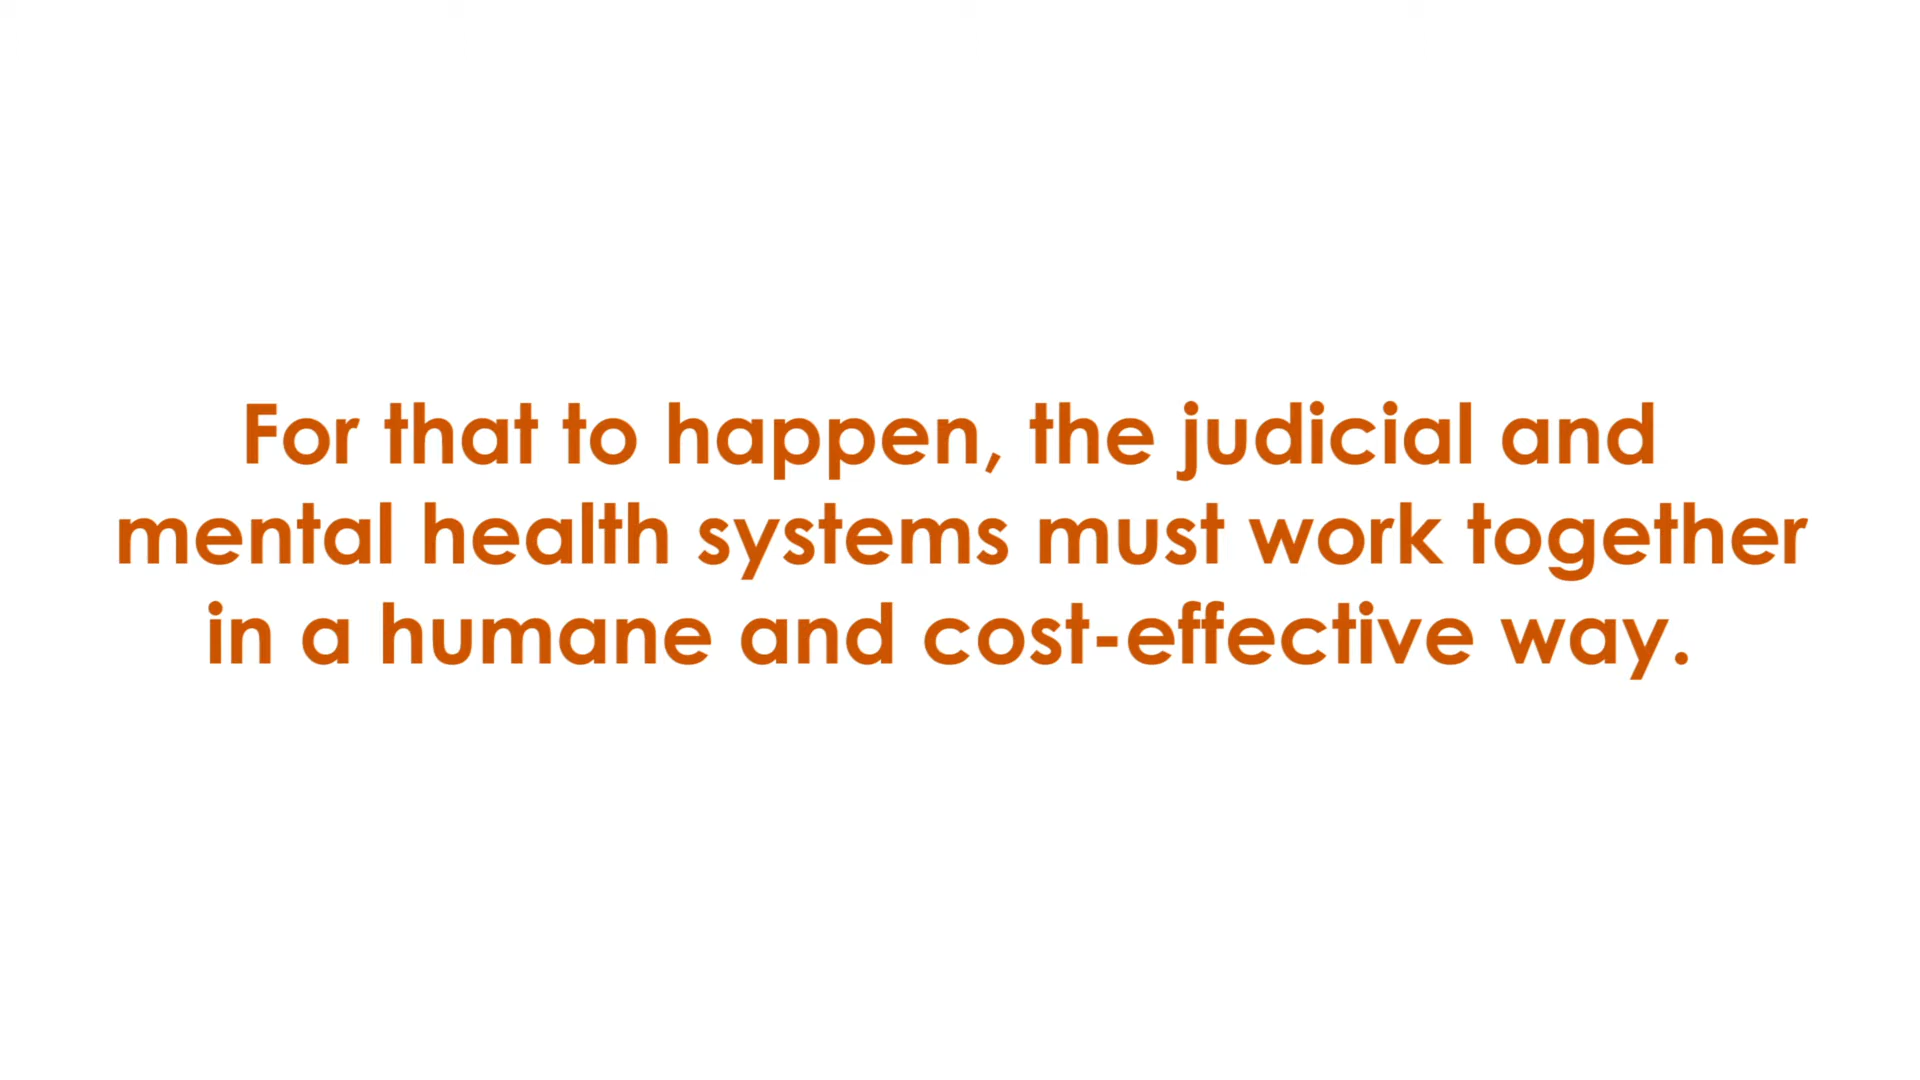 For that to happen, the judicial and
mental health systems must work together
in a humane and cost-effective way.